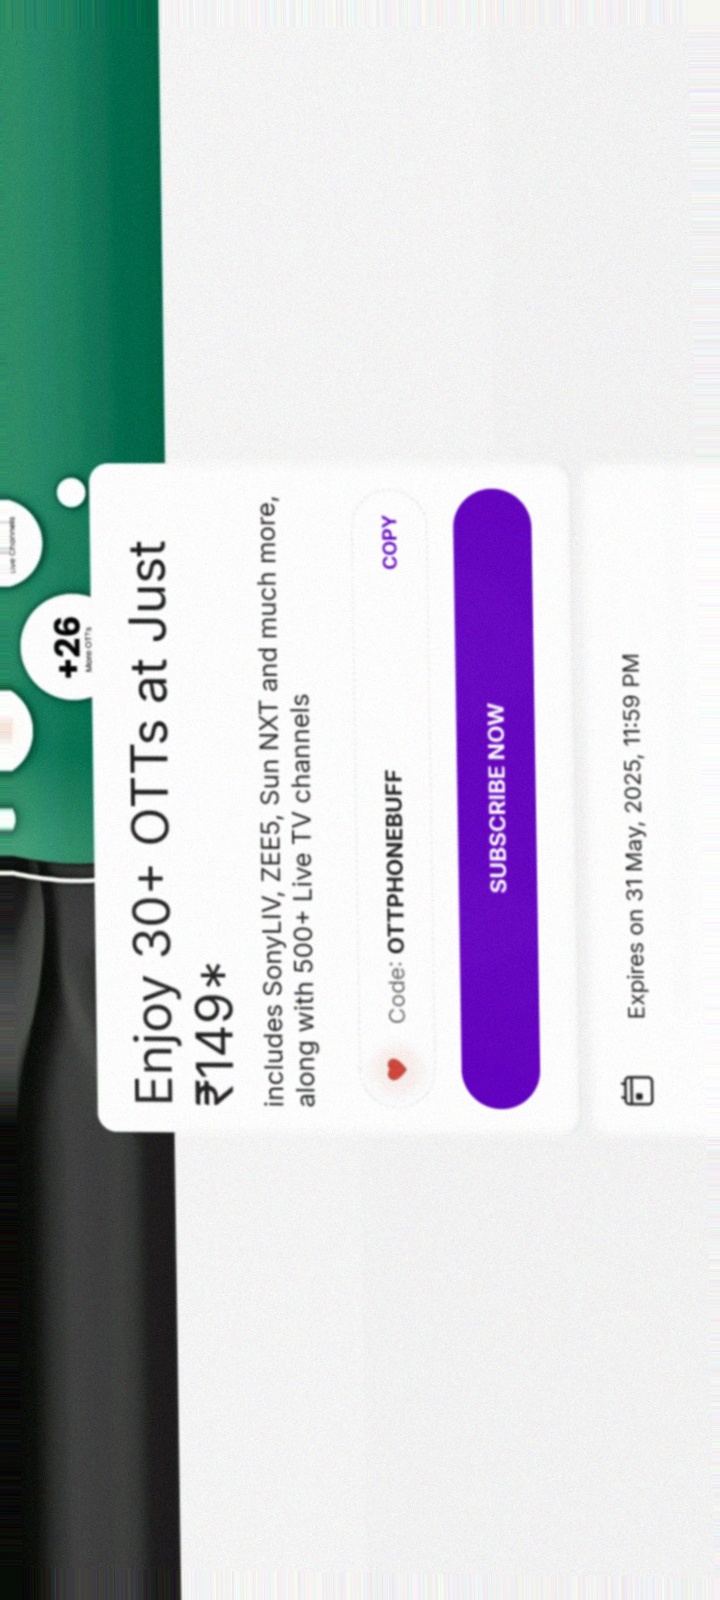 Live Channels
+26
More OTTs
Enjoy 30+ OTTs at Just
₹149*
includes SonyLIV, ZEE5, Sun NXT and much more,
along with 500+ Live TV channels
Code: OTTPHONEBUFF
COPY
SUBSCRIBE NOW
Expires on 31 May, 2025, 11:59 PM